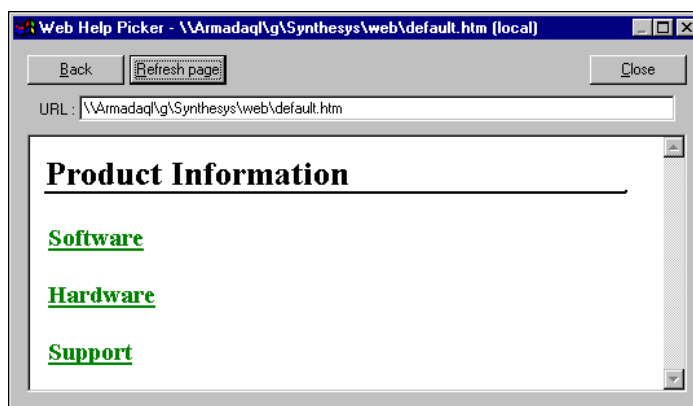 Web Help Picker - \\Armadaql\g\Synthesys\web\default.htm (local)
Back Refresh page Close
URL : \\Armadaql\g\Synthesys\web\default.htm
Product Information
Software
Hardware
Support